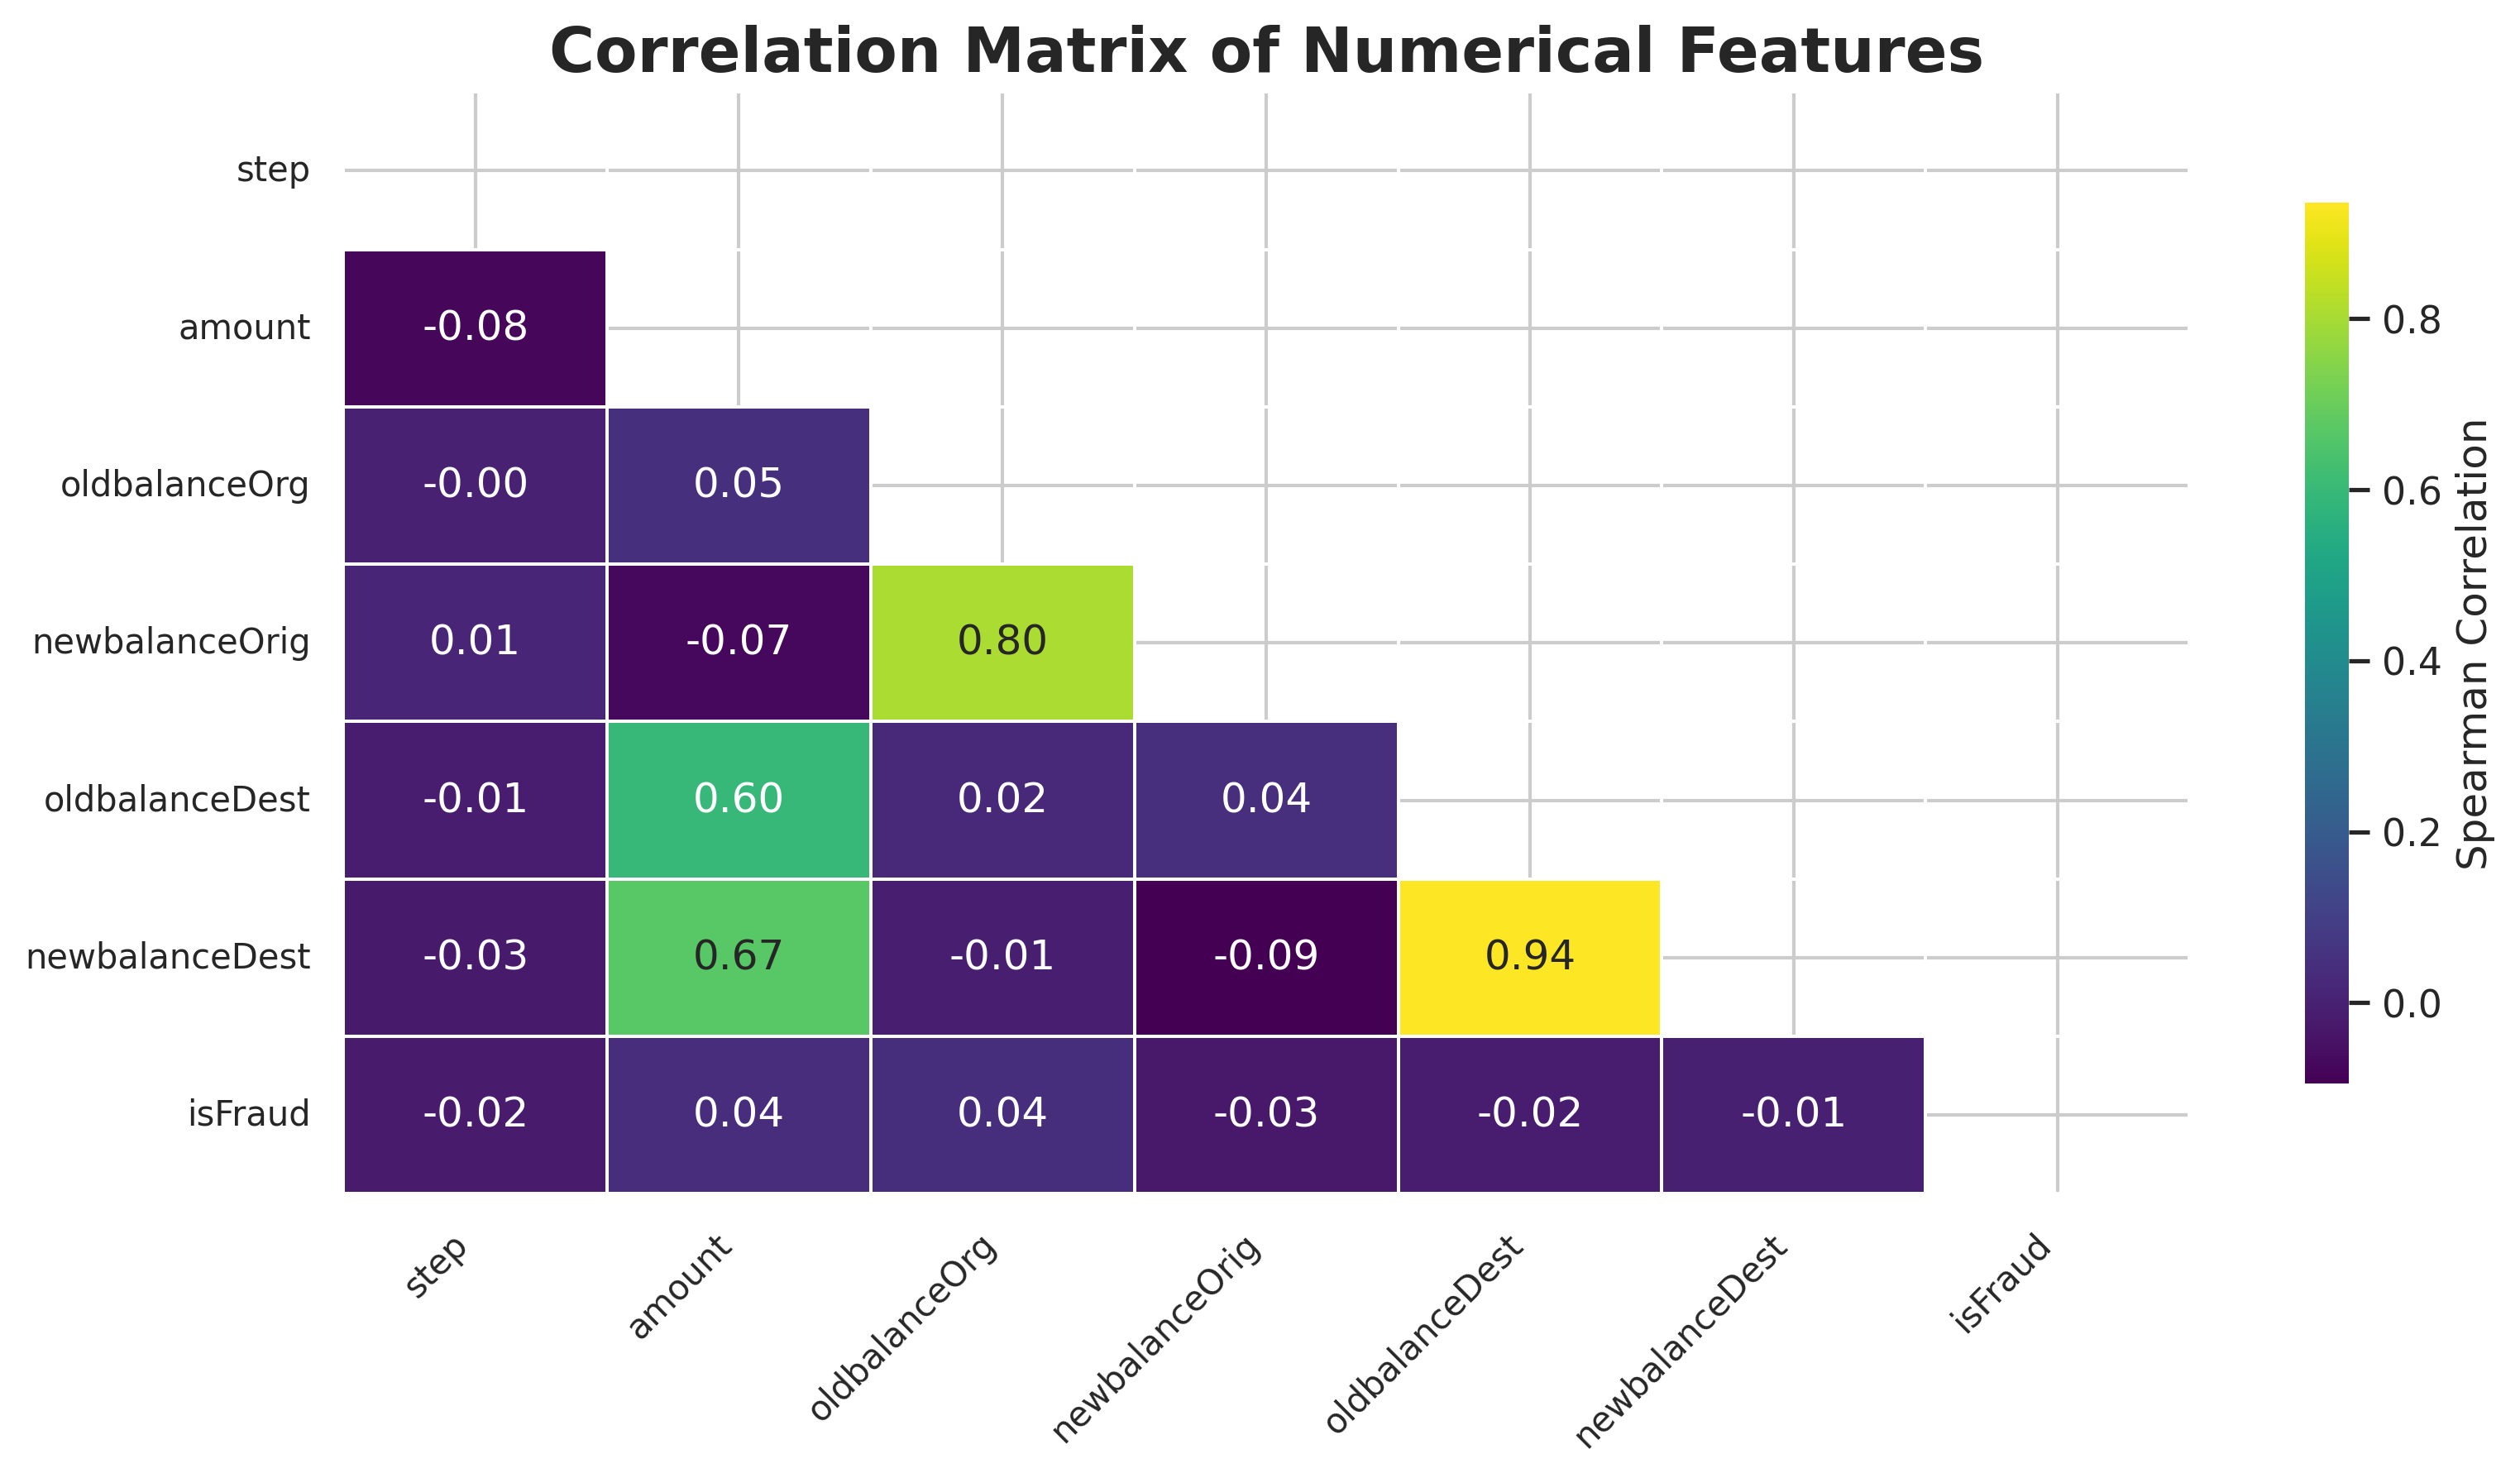 Correlation Matrix of Numerical Features
step
amount -0.08
oldbalanceOrg -0.00 0.05
newbalanceOrig 0.01 -0.07 0.80
oldbalanceDest -0.01 0.60 0.02 0.04
newbalanceDest -0.03 0.67 -0.01 -0.09 0.94
isFraud -0.02 0.04 0.04 -0.03 -0.02 -0.01
step amount oldbalanceOrg newbalanceOrig oldbalanceDest newbalanceDest isFraud
0.8
0.6
0.4
0.2
0.0
Spearman Correlation